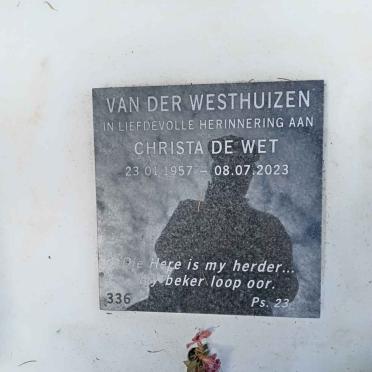 VAN DER WESTHUIZEN
IN LIEFDEVOLLE HERINNERING AAN
CHRISTA DE WET
23.01.1957 – 08.07.2023
Die Here is my herder...
my beker loop oor.
336
Ps. 23